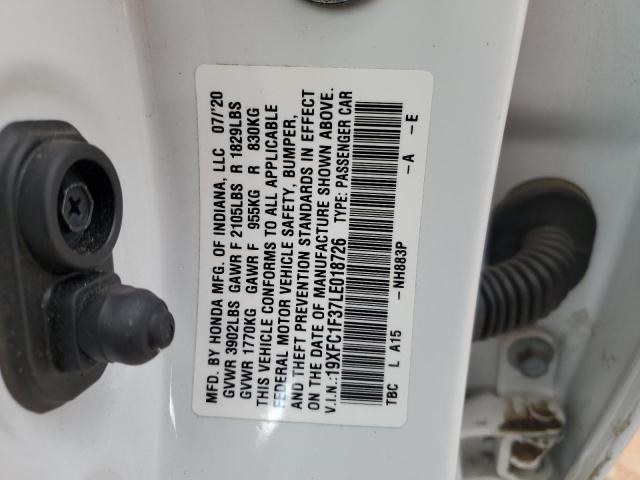 MFD. BY HONDA MFG. OF INDIANA, LLC 07/'20
GVWR 3902LBS GAWR F 2105LBS R 1829LBS
GVWR 1770KG GAWR F 955KG R 830KG
THIS VEHICLE CONFORMS TO ALL APPLICABLE
FEDERAL MOTOR VEHICLE SAFETY, BUMPER,
AND THEFT PREVENTION STANDARDS IN EFFECT
ON THE DATE OF MANUFACTURE SHOWN ABOVE.
V.I.N.:19XFC1F37LE018726 TYPE: PASSENGER CAR
TBC L A15 -NH883P -A -E